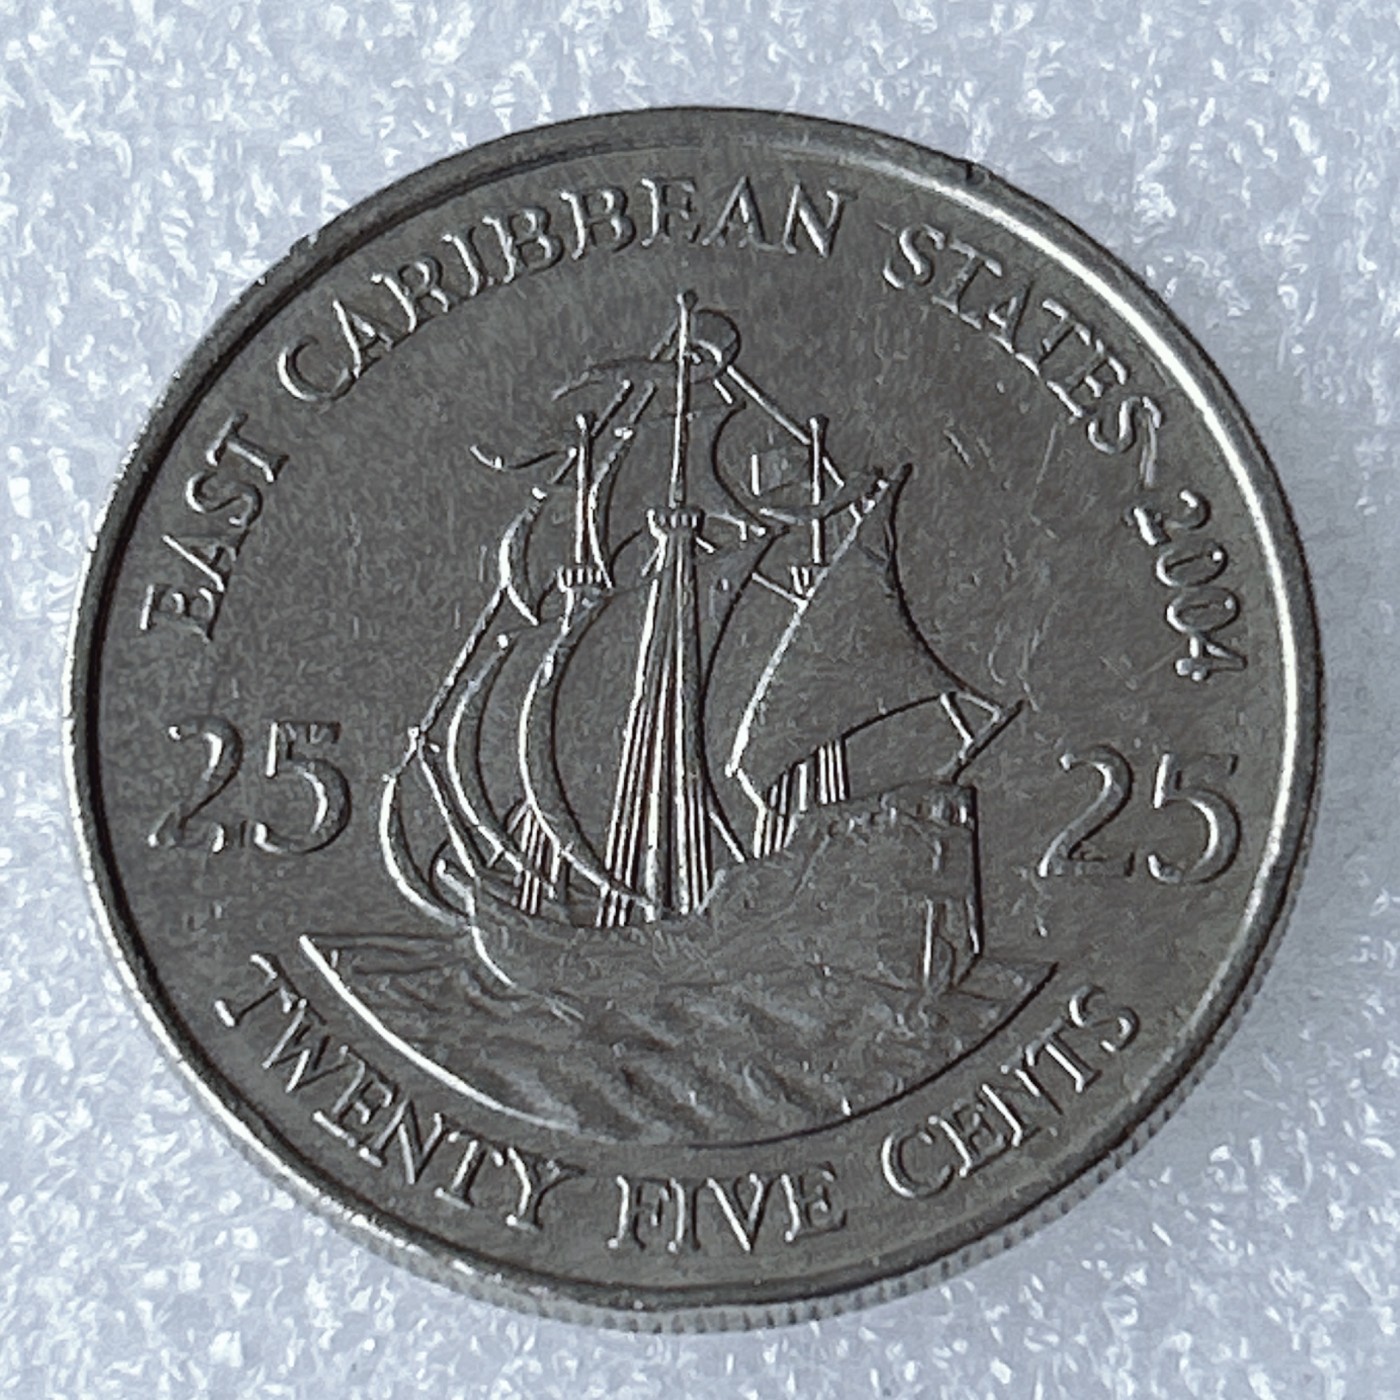 EAST CARIBBEAN STATES 2004
25 25
TWENTY FIVE CENTS